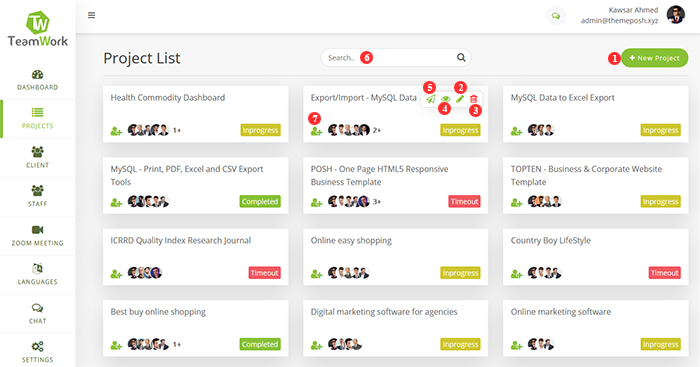 TW
TeamWork
Kawsar Ahmed
admin@themeposh.xyz
DASHBOARD
PROJECTS
CLIENT
STAFF
ZOOM MEETING
LANGUAGES
CHAT
SETTINGS
Project List
Search..
6
1
+ New Project
Health Commodity Dashboard
1+
Inprogress
Export/Import - MySQL Data
5
2
4
3
7
2+
Inprogress
MySQL Data to Excel Export
Inprogress
MySQL - Print, PDF, Excel and CSV Export
Tools
Completed
POSH - One Page HTML5 Responsive
Business Template
3+
Timeout
TOPTEN - Business & Corporate Website
Template
Inprogress
ICRRD Quality Index Research Journal
Timeout
Online easy shopping
Inprogress
Country Boy LifeStyle
Timeout
Best buy online shopping
1+
Completed
Digital marketing software for agencies
Inprogress
Online marketing software
Inprogress